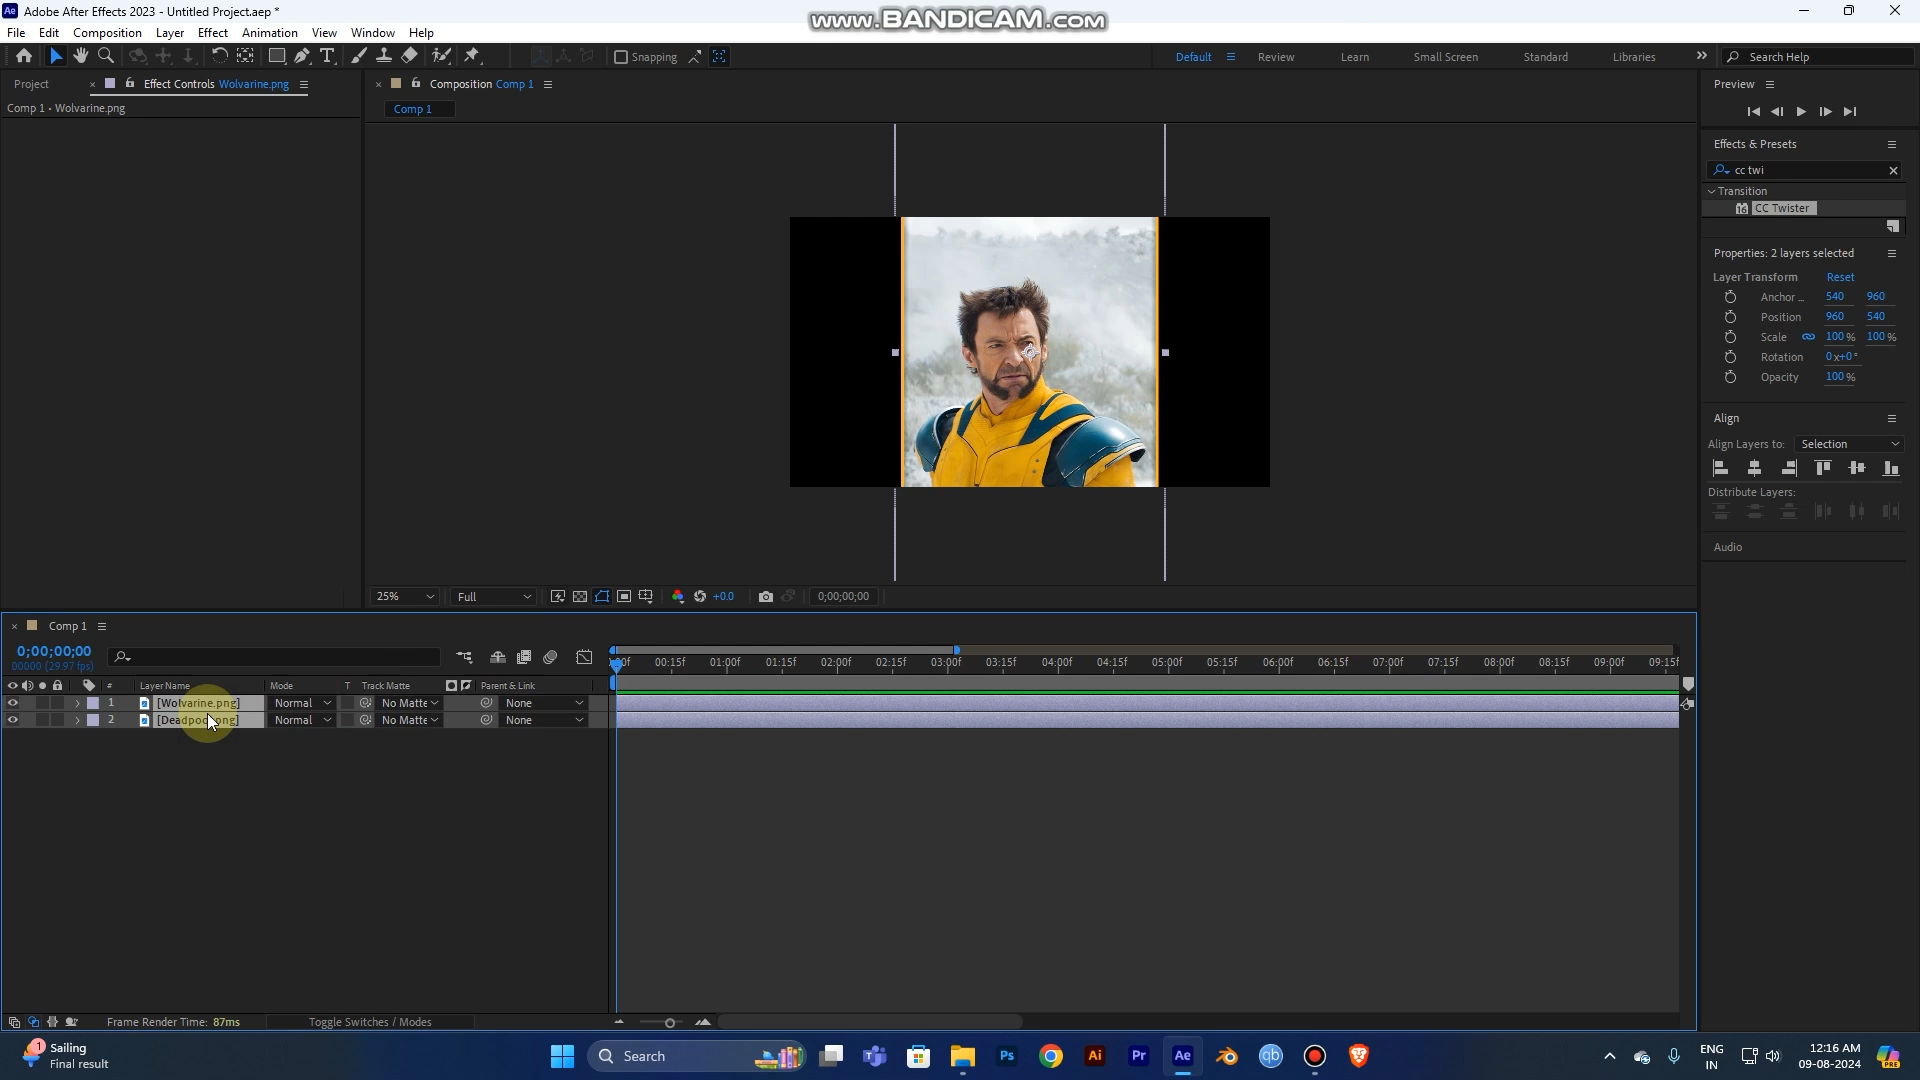 Adobe After Effects 2023 - Untitled Project.aep *
www.BANDICAM.com
File Edit Composition Layer Effect Animation View Window Help
Snapping
Default Review Learn Small Screen Standard Libraries Search Help
Project Effect Controls Wolvarine.png
Composition Comp 1
Preview
Comp 1 • Wolvarine.png
Comp 1
Effects & Presets
cc twi
Transition
16 CC Twister
Properties: 2 layers selected
Layer Transform Reset
Anchor ... 540 960
Position 960 540
Scale 100% 100%
Rotation 0x+0°
Opacity 100%
Align
Align Layers to: Selection
Distribute Layers:
Audio
25% Full +0.0 0;00;00;00
Comp 1
0;00;00;00
00000 (29.97 fps)
00:15f 01:00f 01:15f 02:00f 02:15f 03:00f 03:15f 04:00f 04:15f 05:00f 05:15f 06:00f 06:15f 07:00f 07:15f 08:00f 08:15f 09:00f 09:15f
# Layer Name Mode T Track Matte Parent & Link
1 [Wolvarine.png] Normal No Matte None
2 [Deadpool.png] Normal No Matte None
Frame Render Time: 87ms Toggle Switches / Modes
1 Sailing
Final result
Search
Ps Ai Pr Ae qb
ENG
IN
12:16 AM
09-08-2024
PRE